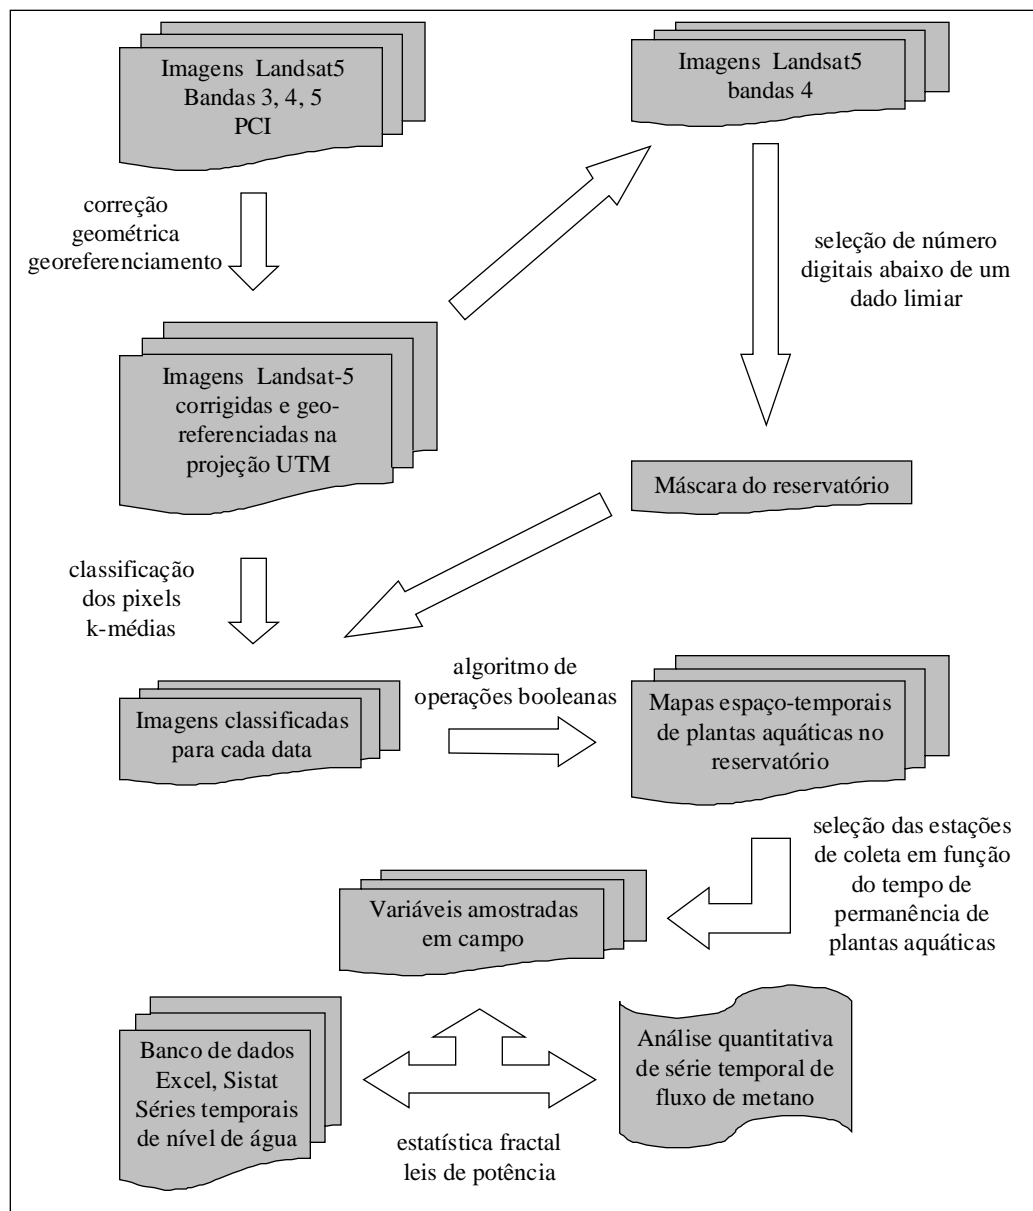 Imagens Landsat5
Bandas 3, 4, 5
PCI
Imagens Landsat5
bandas 4
correção
geométrica
georeferenciamento
seleção de número
digitais abaixo de um
dado limiar
Imagens Landsat-5
corrigidas e geo-
referenciadas na
projeção UTM
Máscara do reservatório
classificação
dos pixels
k-médias
algoritmo de
operações booleanas
Imagens classificadas
para cada data
Mapas espaço-temporais
de plantas aquáticas no
reservatório
seleção das estações
de coleta em função
do tempo de
permanência de
plantas aquáticas
Variáveis amostradas
em campo
Banco de dados
Excel, Sistat
Séries temporais
de nível de água
Análise quantitativa
de série temporal de
fluxo de metano
estatística fractal
leis de potência